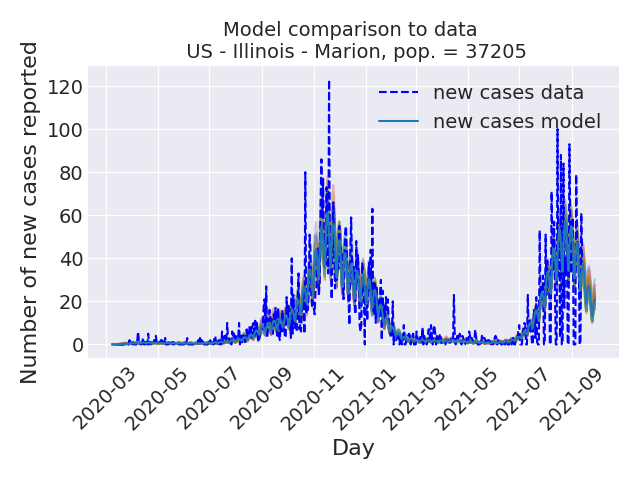 Model comparison to data
US - Illinois - Marion, pop. = 37205
Number of new cases reported
120
100
80
60
40
20
0
new cases data
new cases model
2020-03
2020-05
2020-07
2020-09
2020-11
2021-01
2021-03
2021-05
2021-07
2021-09
Day